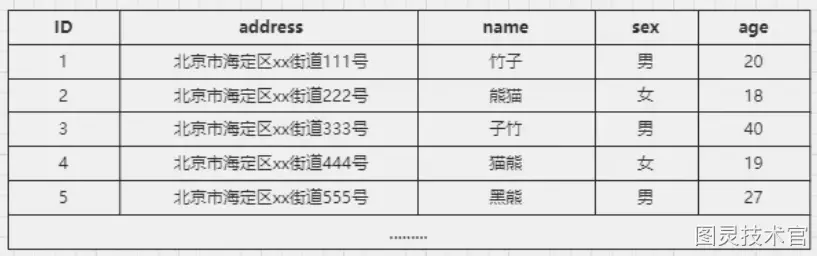 ID address name sex age
1 北京市海定区xx街道111号 竹子 男 20
2 北京市海定区xx街道222号 熊猫 女 18
3 北京市海定区xx街道333号 子竹 男 40
4 北京市海定区xx街道444号 猫熊 女 19
5 北京市海定区xx街道555号 黑熊 男 27
.........
图灵技术官